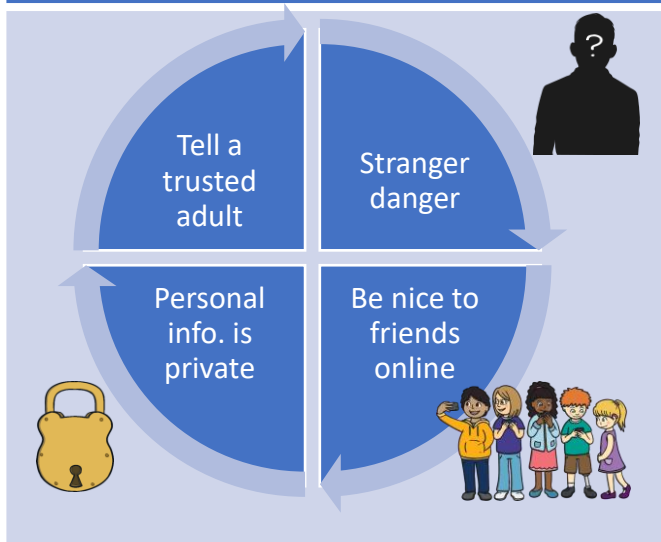 Tell a
trusted
adult
?
Stranger
danger
Personal
info. is
private
Be nice to
friends
online